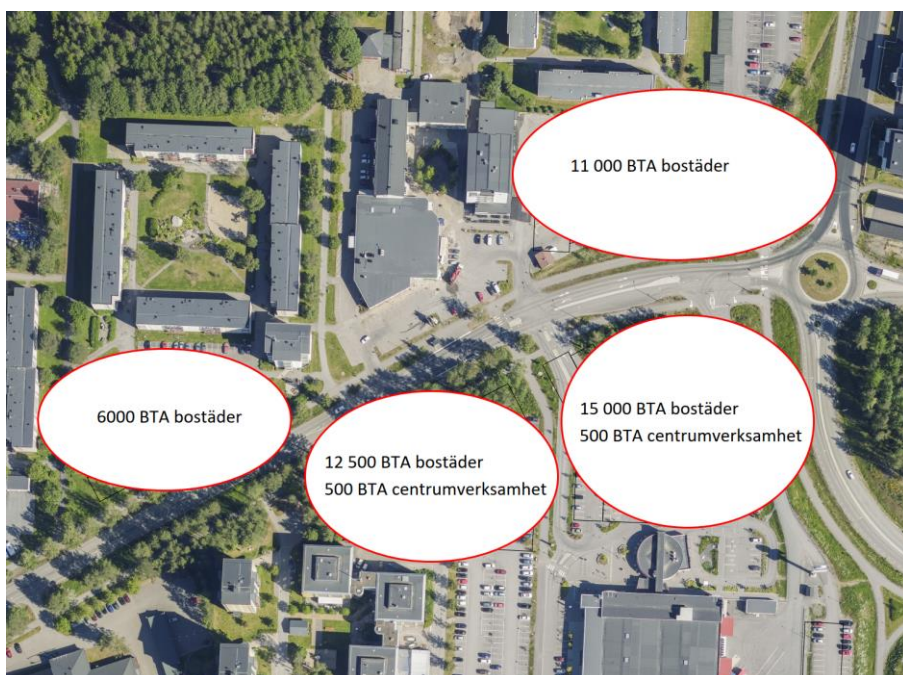 11 000 BTA bostäder
6000 BTA bostäder
12 500 BTA bostäder
500 BTA centrumverksamhet
15 000 BTA bostäder
500 BTA centrumverksamhet